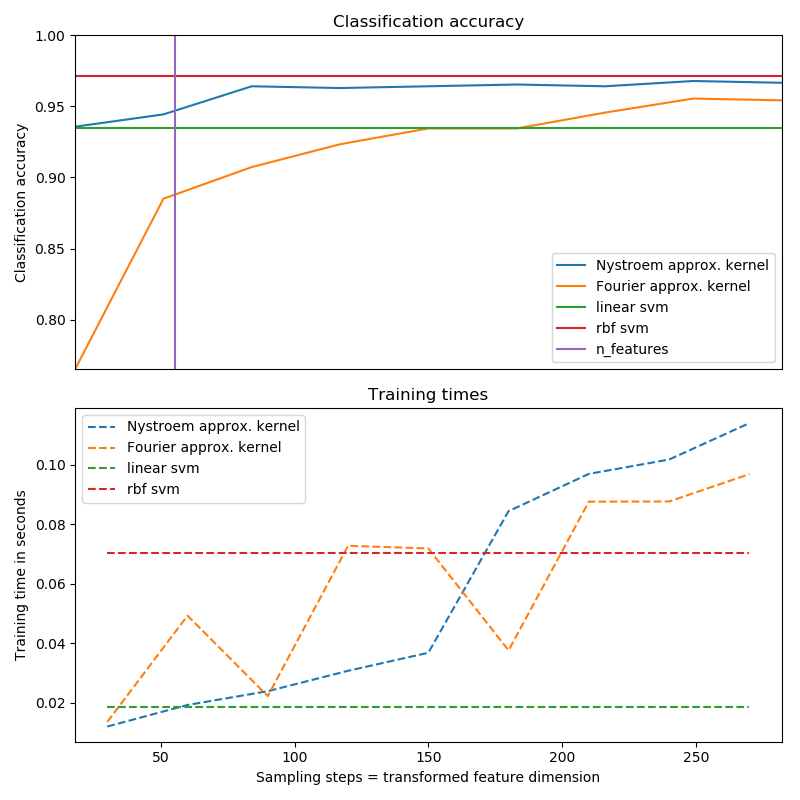 Classification accuracy
1.00
0.95
0.90
0.85
0.80
Classification accuracy
Nystroem approx. kernel
Fourier approx. kernel
linear svm
rbf svm
n_features
Training times
0.10
0.08
0.06
0.04
0.02
Training time in seconds
Nystroem approx. kernel
Fourier approx. kernel
linear svm
rbf svm
50 100 150 200 250
Sampling steps = transformed feature dimension